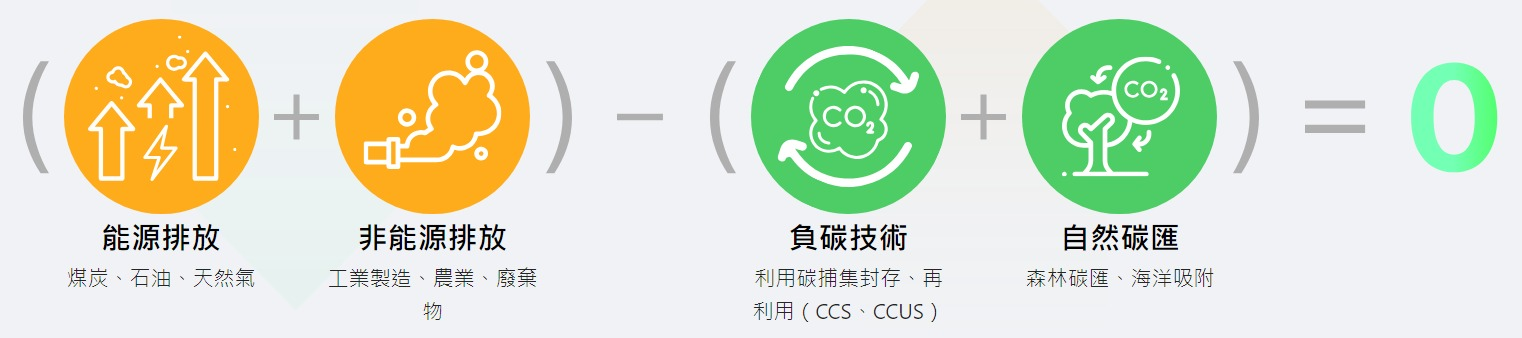 ( + ) − ( CO2 + CO2 ) = 0
能源排放 非能源排放 負碳技術 自然碳匯
煤炭、石油、天然氣 工業製造、農業、廢棄 利用碳捕集封存、再 森林碳匯、海洋吸附
物 利用(CCS、CCUS)